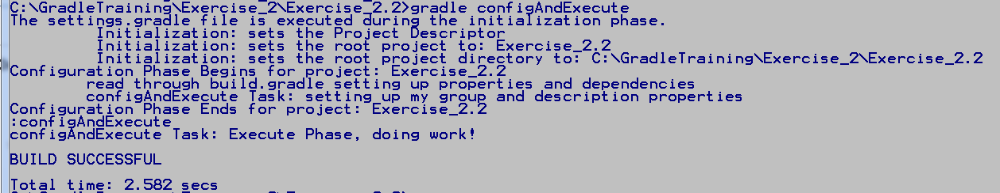 C:\GradleTraining\Exercise_2\Exercise_2.2>gradle configAndExecute
The settings.gradle file is executed during the initialization phase.
Initialization: sets the Project Descriptor
Initialization: sets the root project to: Exercise_2.2
Initialization: sets the root project directory to: C:\GradleTraining\Exercise_2\Exercise_2.2
Configuration Phase Begins for project: Exercise_2.2
read through build.gradle setting up properties and dependencies
configAndExecute Task: setting up my group and description properties
Configuration Phase Ends for project: Exercise_2.2
:configAndExecute
configAndExecute Task: Execute Phase, doing work!
BUILD SUCCESSFUL
Total time: 2.582 secs